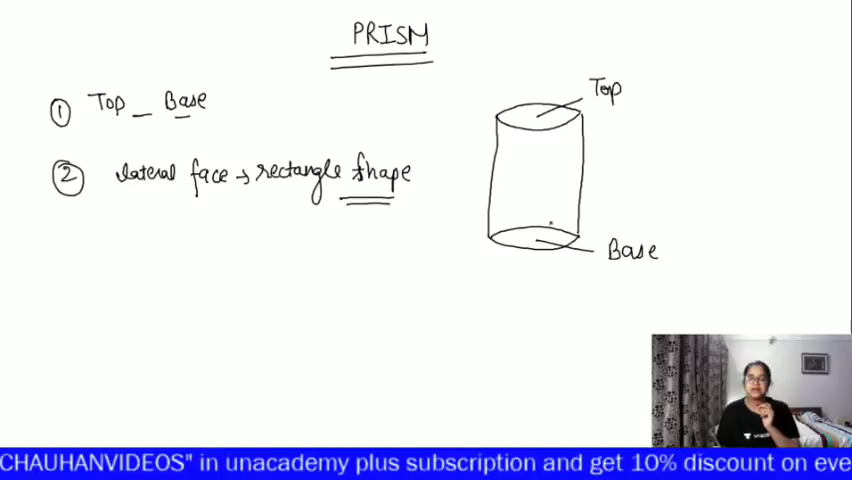 PRISM
① Top _ Base
② lateral face → rectangle shape
Top
Base
CHAUHANVIDEOS" in unacademy plus subscription and get 10% discount on eve